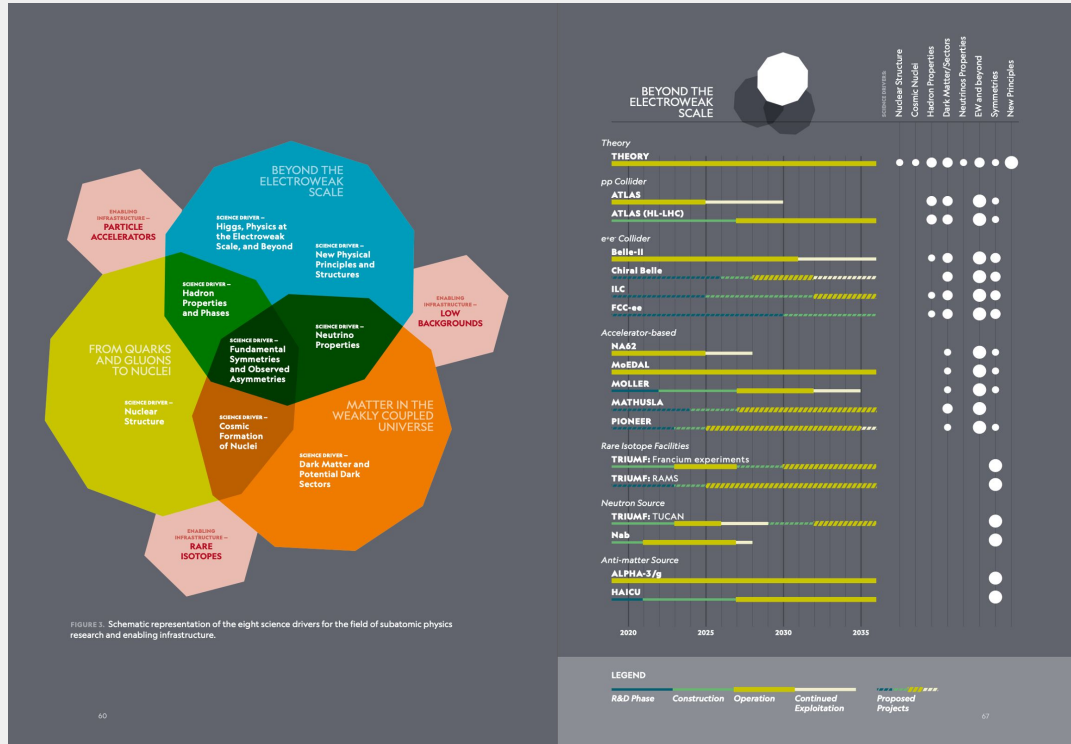 BEYOND THE
ELECTROWEAK
SCALE
ENABLING
INFRASTRUCTURE –
PARTICLE
ACCELERATORS
SCIENCE DRIVER –
Higgs, Physics at
the Electroweak
Scale, and Beyond
SCIENCE DRIVER –
New Physical
Principles and
Structures
SCIENCE DRIVER –
Hadron
Properties
and Phases
ENABLING
INFRASTRUCTURE –
LOW
BACKGROUNDS
SCIENCE DRIVER –
Neutrino
Properties
SCIENCE DRIVER –
Fundamental
Symmetries
and Observed
Asymmetries
FROM QUARKS
AND GLUONS
TO NUCLEI
SCIENCE DRIVER –
Nuclear
Structure
MATTER IN THE
WEAKLY COUPLED
UNIVERSE
SCIENCE DRIVER –
Cosmic
Formation
of Nuclei
SCIENCE DRIVER –
Dark Matter and
Potential Dark
Sectors
ENABLING
INFRASTRUCTURE –
RARE
ISOTOPES
FIGURE 3. Schematic representation of the eight science drivers for the field of subatomic physics
research and enabling infrastructure.
60
BEYOND THE
ELECTROWEAK
SCALE
SCIENCE DRIVERS
Nuclear Structure
Cosmic Nuclei
Hadron Properties
Dark Matter/Sectors
Neutrinos Properties
EW and beyond
Symmetries
New Principles
Theory
THEORY
pp Collider
ATLAS
ATLAS (HL-LHC)
e+e- Collider
Belle-II
Chiral Belle
ILC
FCC-ee
Accelerator-based
NA62
MoEDAL
MOLLER
MATHUSLA
PIONEER
Rare Isotope Facilities
TRIUMF: Francium experiments
TRIUMF: RAMS
Neutron Source
TRIUMF: TUCAN
Nab
Anti-matter Source
ALPHA-3/g
HAICU
2020 2025 2030 2035
LEGEND
R&D Phase Construction Operation Continued
Exploitation
Proposed
Projects
67